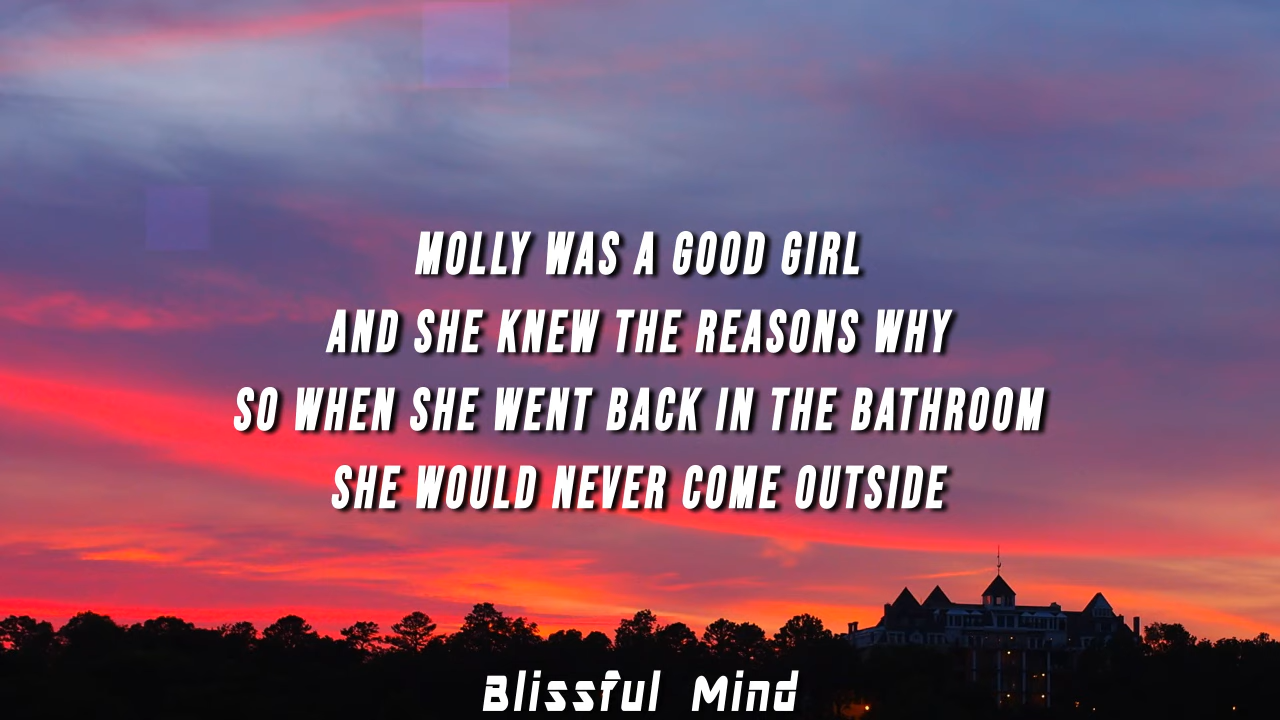 MOLLY WAS A GOOD GIRL
AND SHE KNEW THE REASONS WHY
SO WHEN SHE WENT BACK IN THE BATHROOM
SHE WOULD NEVER COME OUTSIDE
Blissful Mind